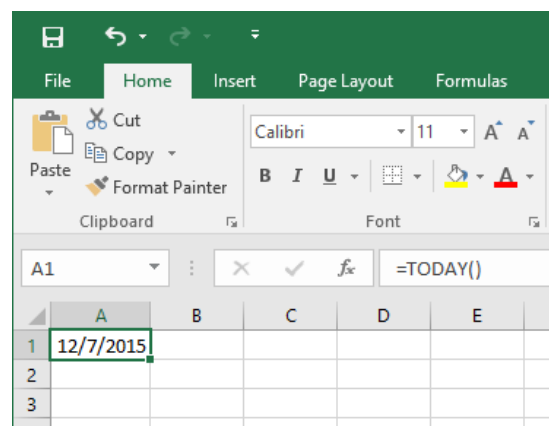 File Home Insert Page Layout Formulas
Cut
Copy
Format Painter
Paste
Calibri 11 A A
B I U A
Clipboard Font
A1 fx =TODAY()
A B C D E
1 12/7/2015
2
3